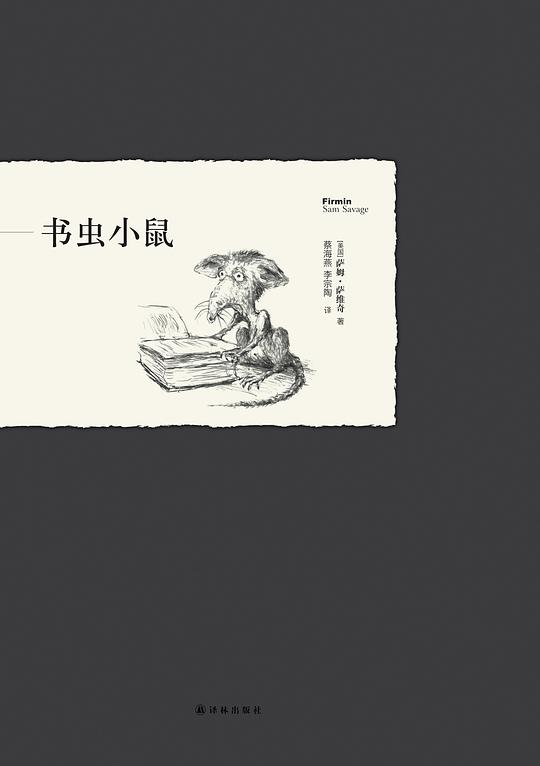 书虫小鼠
Firmin
Sam Savage
[美国] 萨姆·萨维奇 著
蔡海燕 李宗陶 译
译林出版社